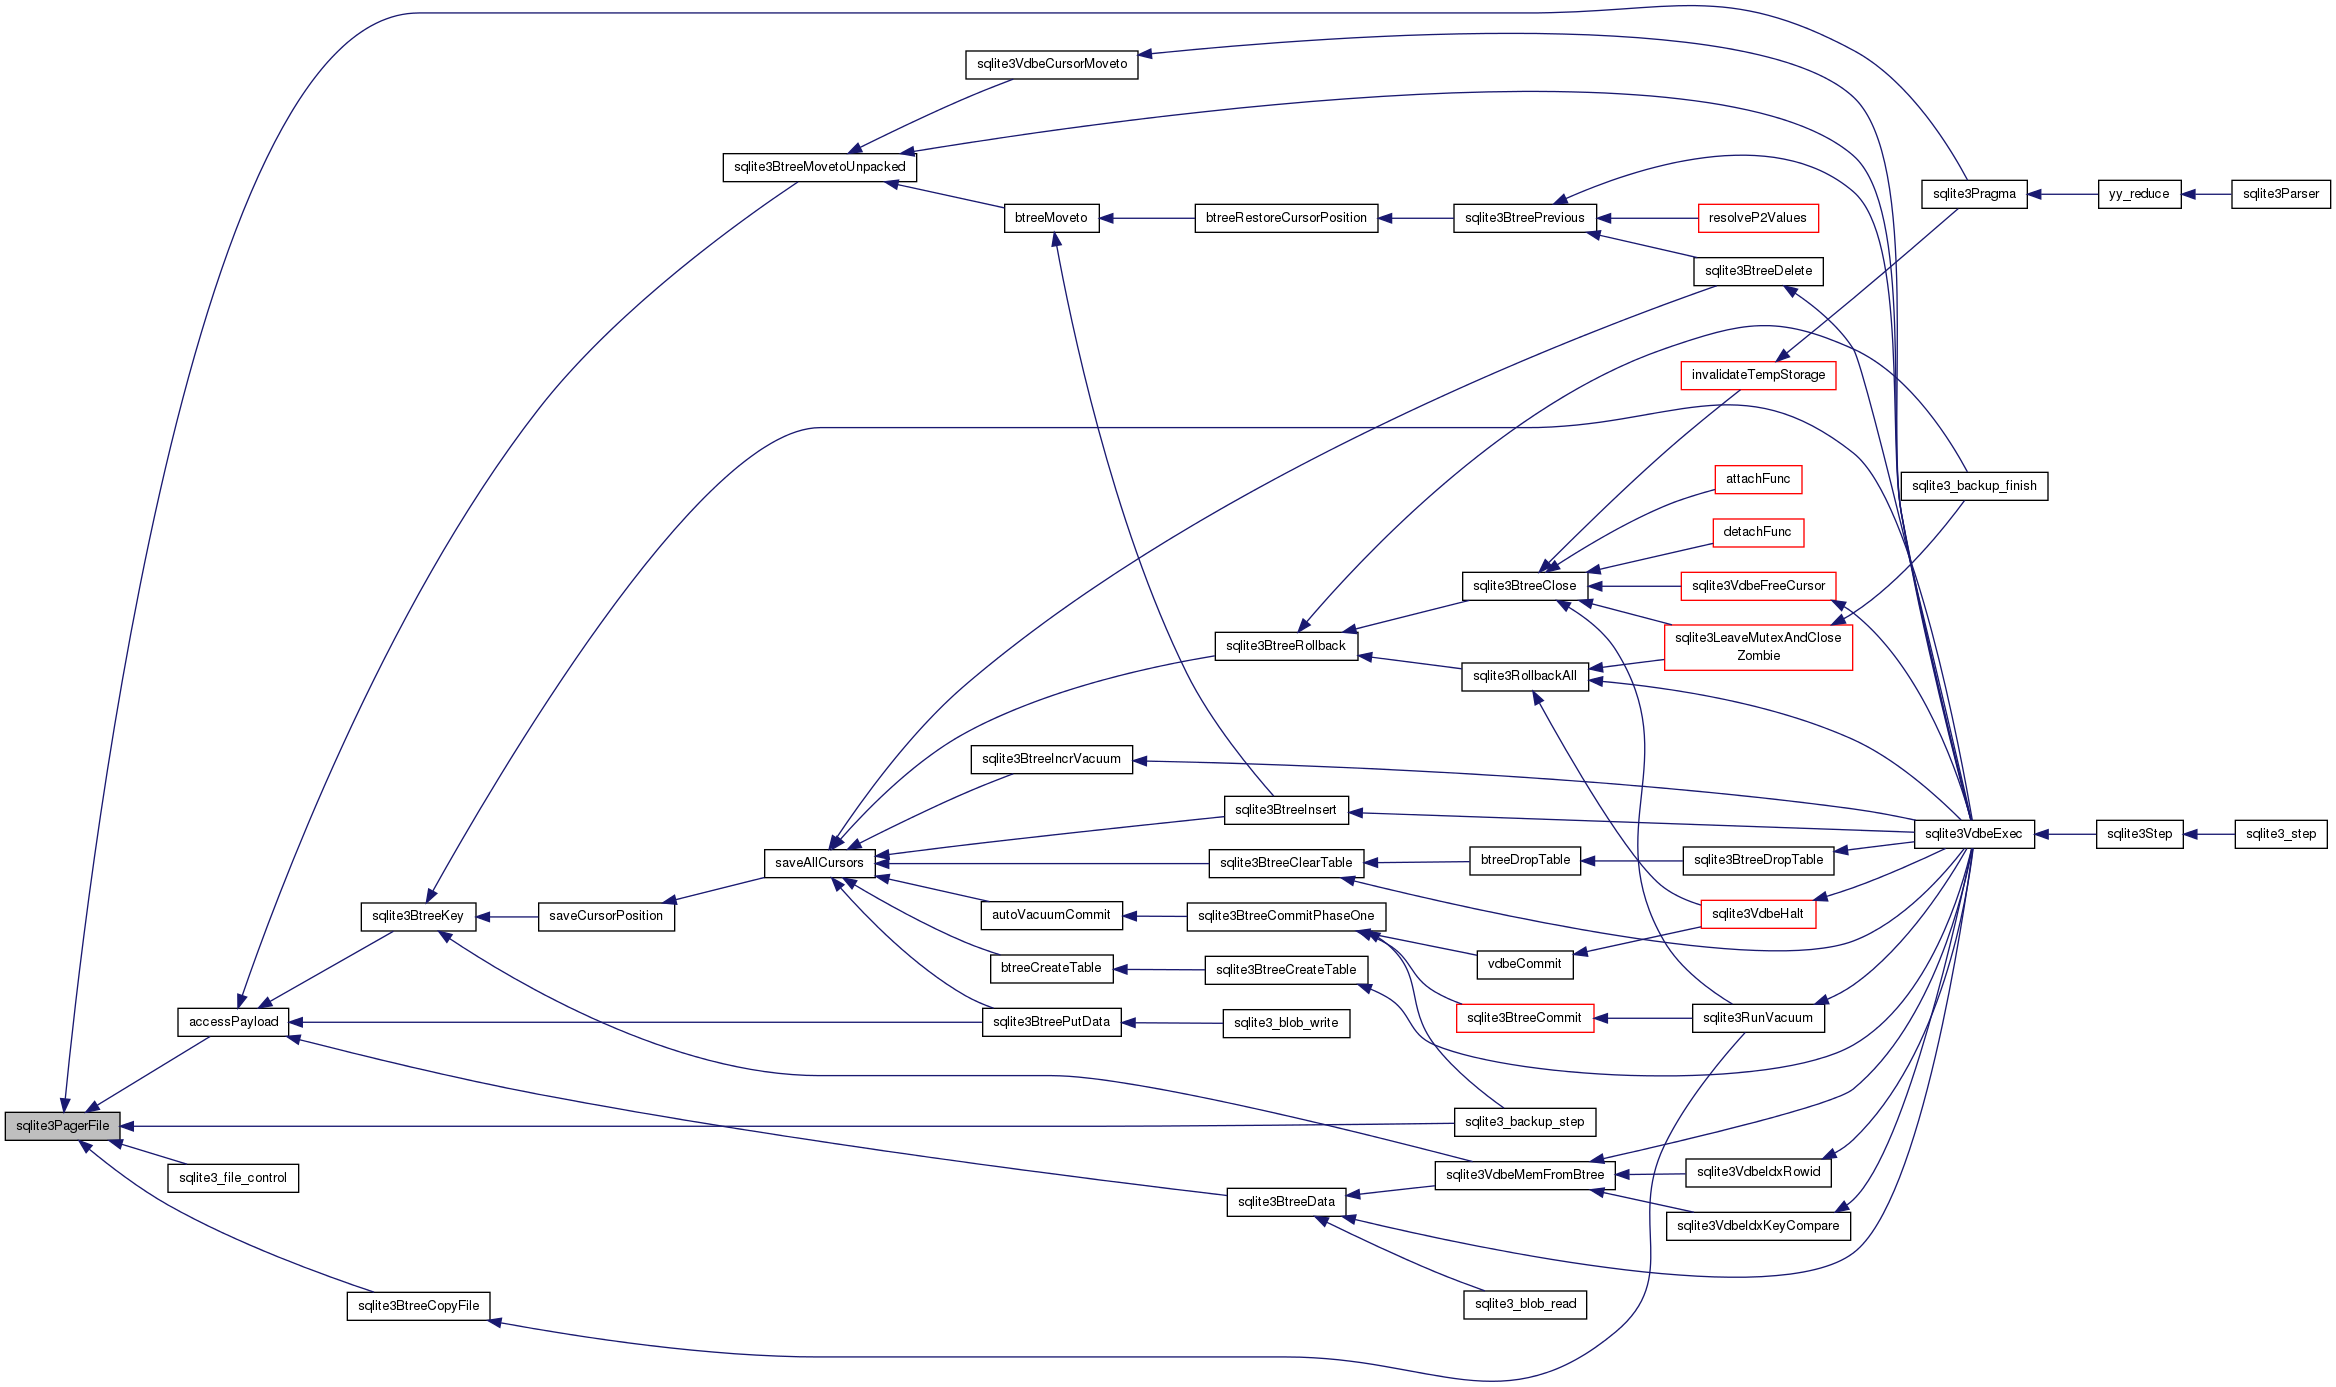 sqlite3VdbeCursorMoveto
sqlite3BtreeMovetoUnpacked
sqlite3Pragma
yy_reduce
sqlite3Parser
btreeMoveto
btreeRestoreCursorPosition
sqlite3BtreePrevious
resolveP2Values
sqlite3BtreeDelete
invalidateTempStorage
attachFunc
sqlite3_backup_finish
detachFunc
sqlite3BtreeClose
sqlite3VdbeFreeCursor
sqlite3LeaveMutexAndClose
Zombie
sqlite3BtreeRollback
sqlite3RollbackAll
sqlite3BtreeIncrVacuum
sqlite3BtreeInsert
sqlite3VdbeExec
sqlite3Step
sqlite3_step
saveAllCursors
sqlite3BtreeClearTable
btreeDropTable
sqlite3BtreeDropTable
sqlite3BtreeKey
saveCursorPosition
autoVacuumCommit
sqlite3BtreeCommitPhaseOne
sqlite3VdbeHalt
btreeCreateTable
sqlite3BtreeCreateTable
vdbeCommit
accessPayload
sqlite3BtreePutData
sqlite3_blob_write
sqlite3BtreeCommit
sqlite3RunVacuum
sqlite3PagerFile
sqlite3_backup_step
sqlite3_file_control
sqlite3VdbeMemFromBtree
sqlite3VdbeIdxRowid
sqlite3BtreeData
sqlite3VdbeIdxKeyCompare
sqlite3BtreeCopyFile
sqlite3_blob_read